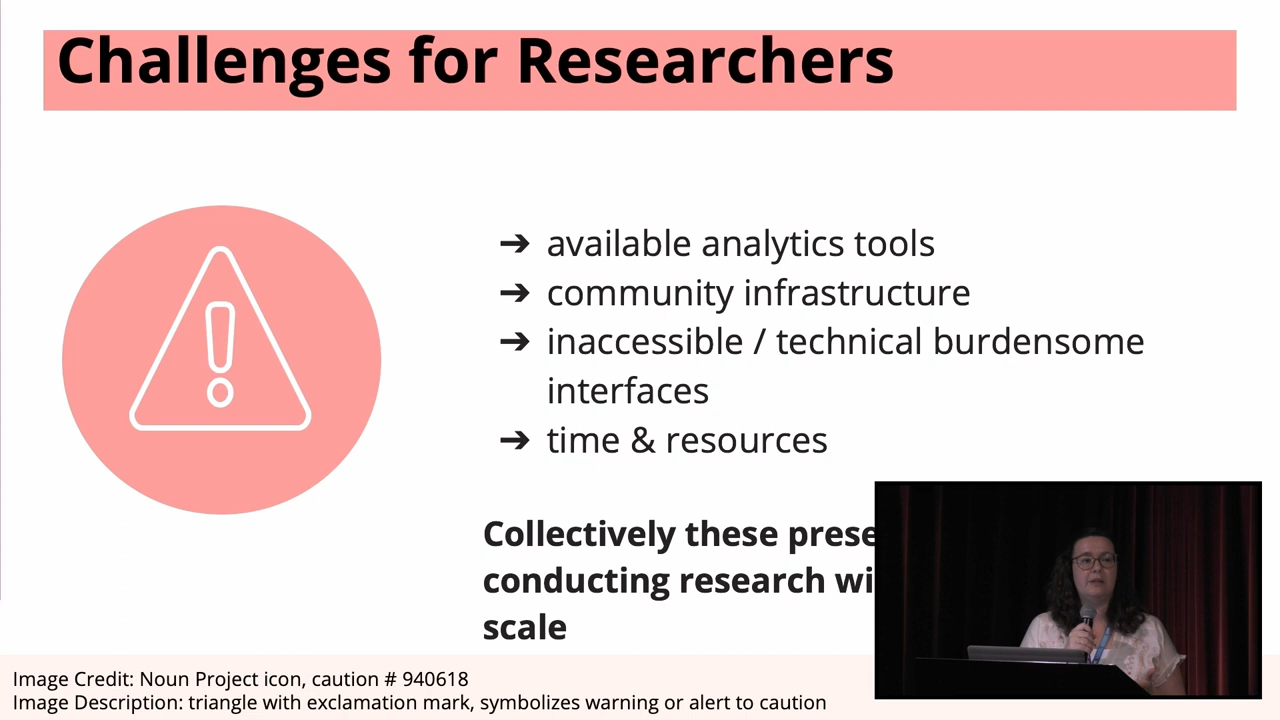 Challenges for Researchers
➔ available analytics tools
➔ community infrastructure
➔ inaccessible / technical burdensome
interfaces
➔ time & resources
Collectively these
conducting research
scale
Image Credit: Noun Project icon, caution # 940618
Image Description: triangle with exclamation mark, symbolizes warning or alert to caution